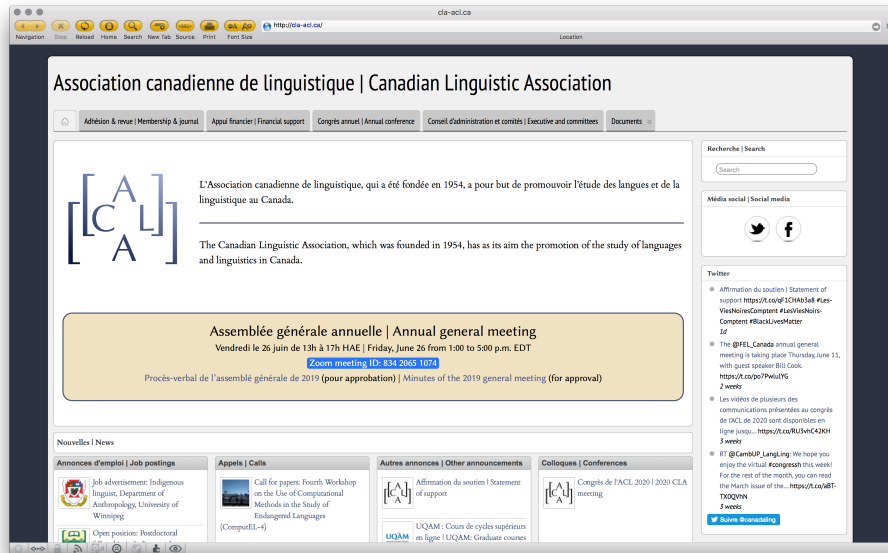 cla-acl.ca
Navigation Stop Reload Home Search New Tab Source Print Font Size Location
http://cla-acl.ca/
Association canadienne de linguistique | Canadian Linguistic Association
Adhésion & revue | Membership & journal
Appui financier | Financial support
Congrès annuel | Annual conference
Conseil d'administration et comités | Executive and committees
Documents
[A
CL
A]
L'Association canadienne de linguistique, qui a été fondée en 1954, a pour but de promouvoir l'étude des langues et de la
linguistique au Canada.
The Canadian Linguistic Association, which was founded in 1954, has as its aim the promotion of the study of languages
and linguistics in Canada.
Assemblée générale annuelle | Annual general meeting
Vendredi le 26 juin de 13h à 17h HAE | Friday, June 26 from 1:00 to 5:00 p.m. EDT
Zoom meeting ID: 834 2065 1074
Procès-verbal de l'assemblé générale de 2019 (pour approbation) | Minutes of the 2019 general meeting (for approval)
Nouvelles | News
Annonces d'emploi | Job postings
Job advertisement: Indigenous
linguist, Department of
Anthropology, University of
Winnipeg
Open position: Postdoctoral
Appels | Calls
Call for papers: Fourth Workshop
on the Use of Computational
Methods in the Study of
Endangered Languages
(ComputEL-4)
Autres annonces | Other announcements
Affirmation du soutien | Statement
of support
UQAM
UQAM : Cours de cycles supérieurs
en ligne | UQAM: Graduate courses
Colloques | Conferences
Congrès de l'ACL 2020 | 2020 CLA
meeting
Recherche | Search
Search
Média social | Social media
Twitter
Affirmation du soutien | Statement of
support https://t.co/qF1CHAb3a8 #Les-
ViesNoiresComptent #LesViesNoirs-
Comptent #BlackLivesMatter
1d
The @FEL_Canada annual general
meeting is taking place Thursday, June 11,
with guest speaker Bill Cook.
https://t.co/po7PwlulYG
2 weeks
Les vidéos de plusieurs des
communications présentées au congrès
de l'ACL de 2020 sont disponibles en
ligne jusqu... https://t.co/RU3vhC42KH
3 weeks
RT @CambUP_LangLing: We hope you
enjoy the virtual #congressh this week!
For the rest of the month, you can read
the March issue of the... https://t.co/aBT-
TX0QVhN
3 weeks
Suivre @canadaling